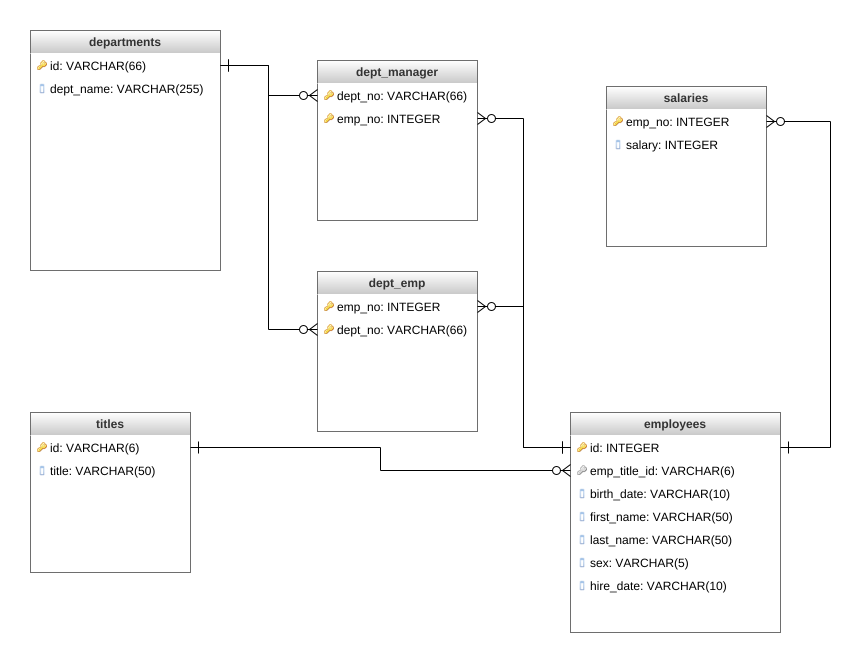 departments
id: VARCHAR(66)
dept_name: VARCHAR(255)
dept_manager
dept_no: VARCHAR(66)
emp_no: INTEGER
salaries
emp_no: INTEGER
salary: INTEGER
dept_emp
emp_no: INTEGER
dept_no: VARCHAR(66)
titles
id: VARCHAR(6)
title: VARCHAR(50)
employees
id: INTEGER
emp_title_id: VARCHAR(6)
birth_date: VARCHAR(10)
first_name: VARCHAR(50)
last_name: VARCHAR(50)
sex: VARCHAR(5)
hire_date: VARCHAR(10)